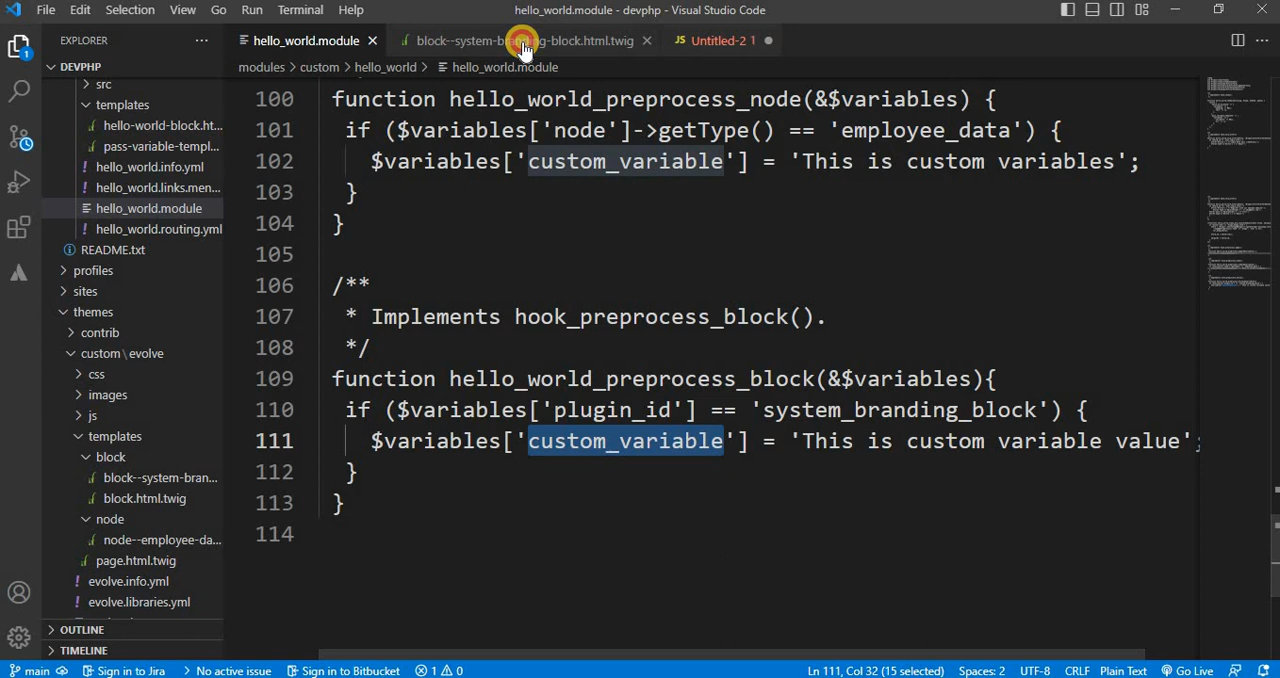 File Edit Selection View Go Run Terminal Help
hello_world.module - devphp - Visual Studio Code
EXPLORER
hello_world.module
block--system-branding-block.html.twig
JS Untitled-2 1
DEVPHP
modules > custom > hello_world > hello_world.module
src
templates
hello-world-block.ht...
pass-variable-templ...
hello_world.info.yml
hello_world.links.men...
hello_world.module
hello_world.routing.yml
README.txt
profiles
sites
themes
contrib
custom \ evolve
css
images
js
templates
block
block--system-bran...
block.html.twig
node
node--employee-da...
page.html.twig
evolve.info.yml
evolve.libraries.yml
OUTLINE
TIMELINE
100 function hello_world_preprocess_node(&$variables) {
101 if ($variables['node']->getType() == 'employee_data') {
102 $variables['custom_variable'] = 'This is custom variables';
103 }
104 }
105
106 /**
107 * Implements hook_preprocess_block().
108 */
109 function hello_world_preprocess_block(&$variables){
110 if ($variables['plugin_id'] == 'system_branding_block') {
111 $variables['custom_variable'] = 'This is custom variable value';
112 }
113 }
114
main Sign in to Jira No active issue Sign in to Bitbucket 1 0 Ln 111, Col 32 (15 selected) Spaces: 2 UTF-8 CRLF Plain Text Go Live